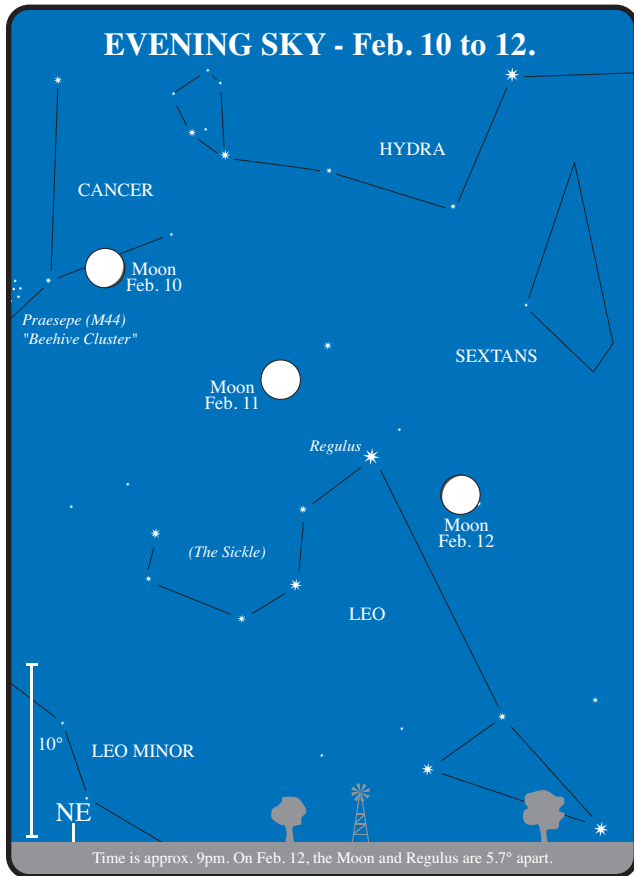 EVENING SKY - Feb. 10 to 12.
HYDRA
CANCER
Moon
Feb. 10
Praesepe (M44)
"Beehive Cluster"
SEXTANS
Moon
Feb. 11
Regulus
Moon
Feb. 12
(The Sickle)
LEO
10°
LEO MINOR
NE
Time is approx. 9pm. On Feb. 12, the Moon and Regulus are 5.7° apart.